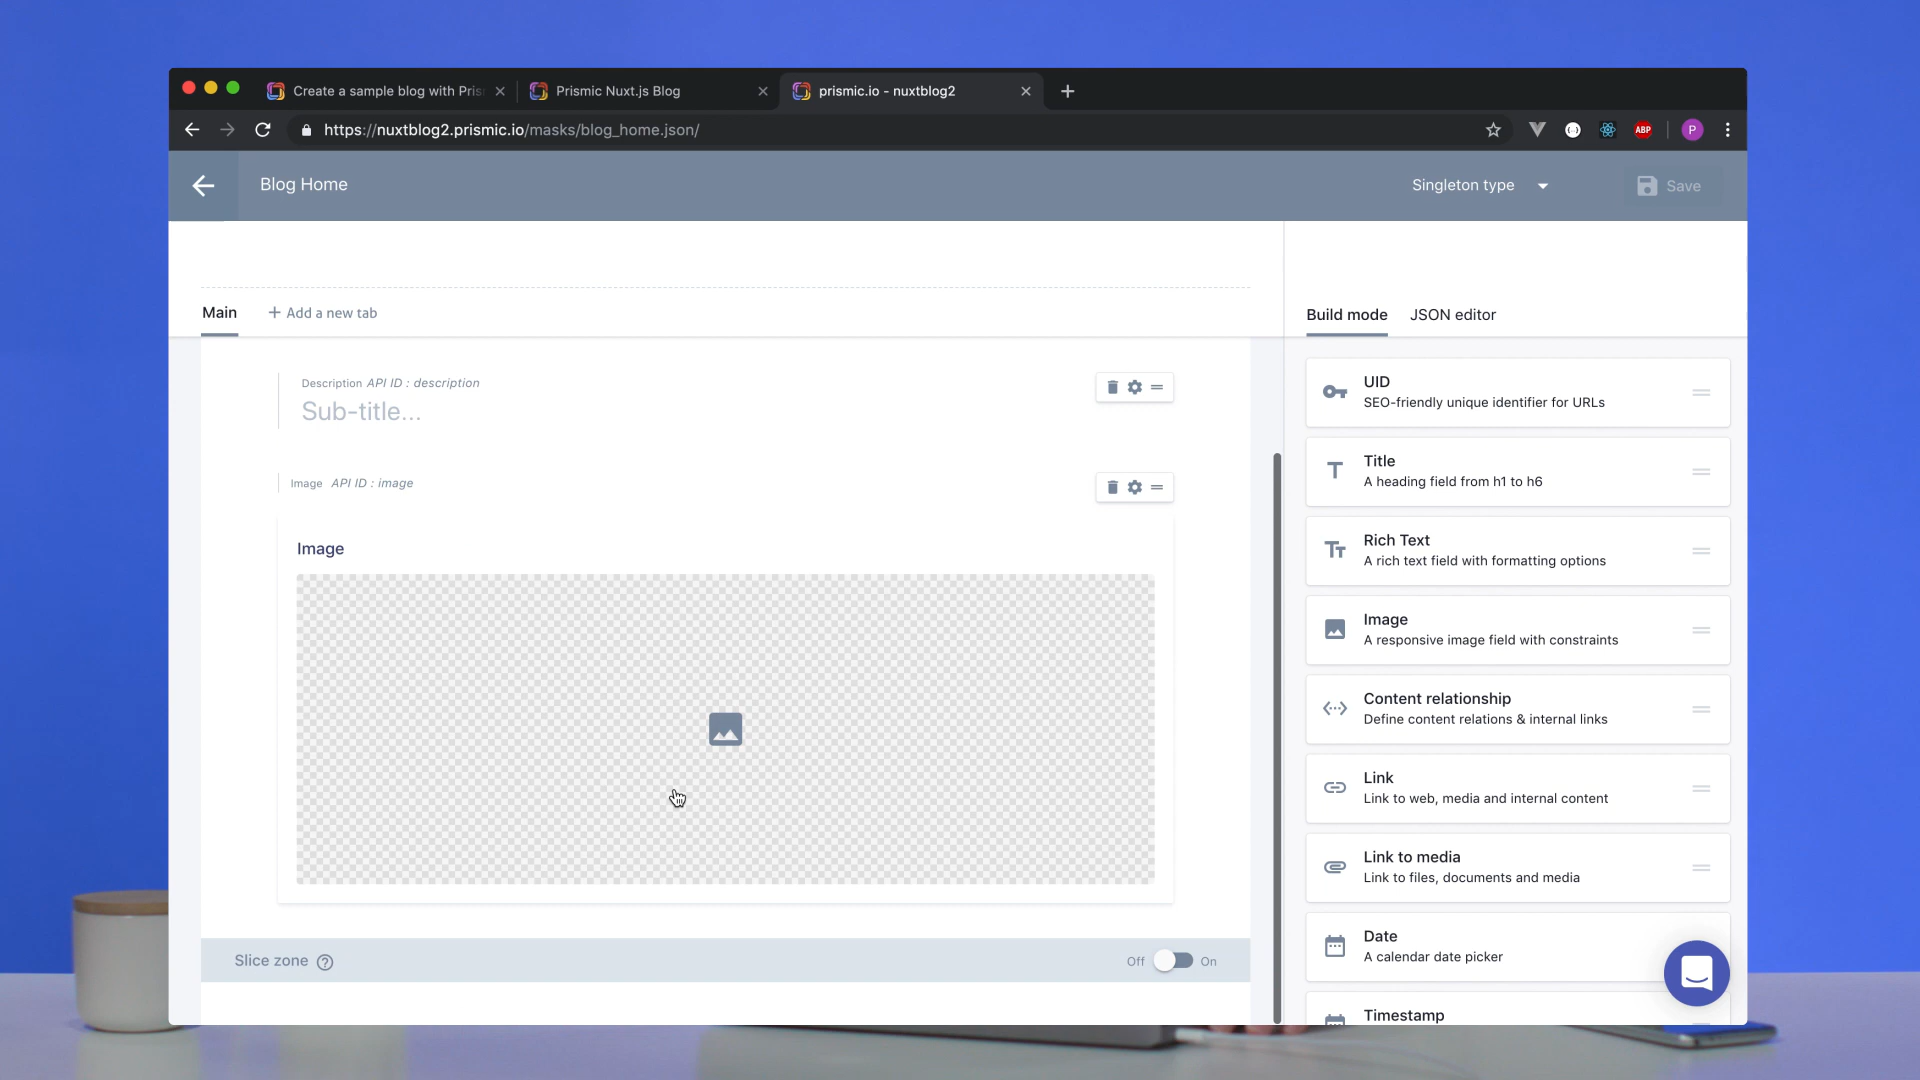 Create a sample blog with Pris
Prismic Nuxt.js Blog
prismic.io - nuxtblog2
https://nuxtblog2.prismic.io/masks/blog_home.json/
ABP
P
Blog Home
Singleton type
Save
Main
+ Add a new tab
Build mode
JSON editor
Description API ID : description
Sub-title...
Image API ID : image
Image
Slice zone ?
Off
On
UID
SEO-friendly unique identifier for URLs
Title
A heading field from h1 to h6
Rich Text
A rich text field with formatting options
Image
A responsive image field with constraints
Content relationship
Define content relations & internal links
Link
Link to web, media and internal content
Link to media
Link to files, documents and media
Date
A calendar date picker
Timestamp